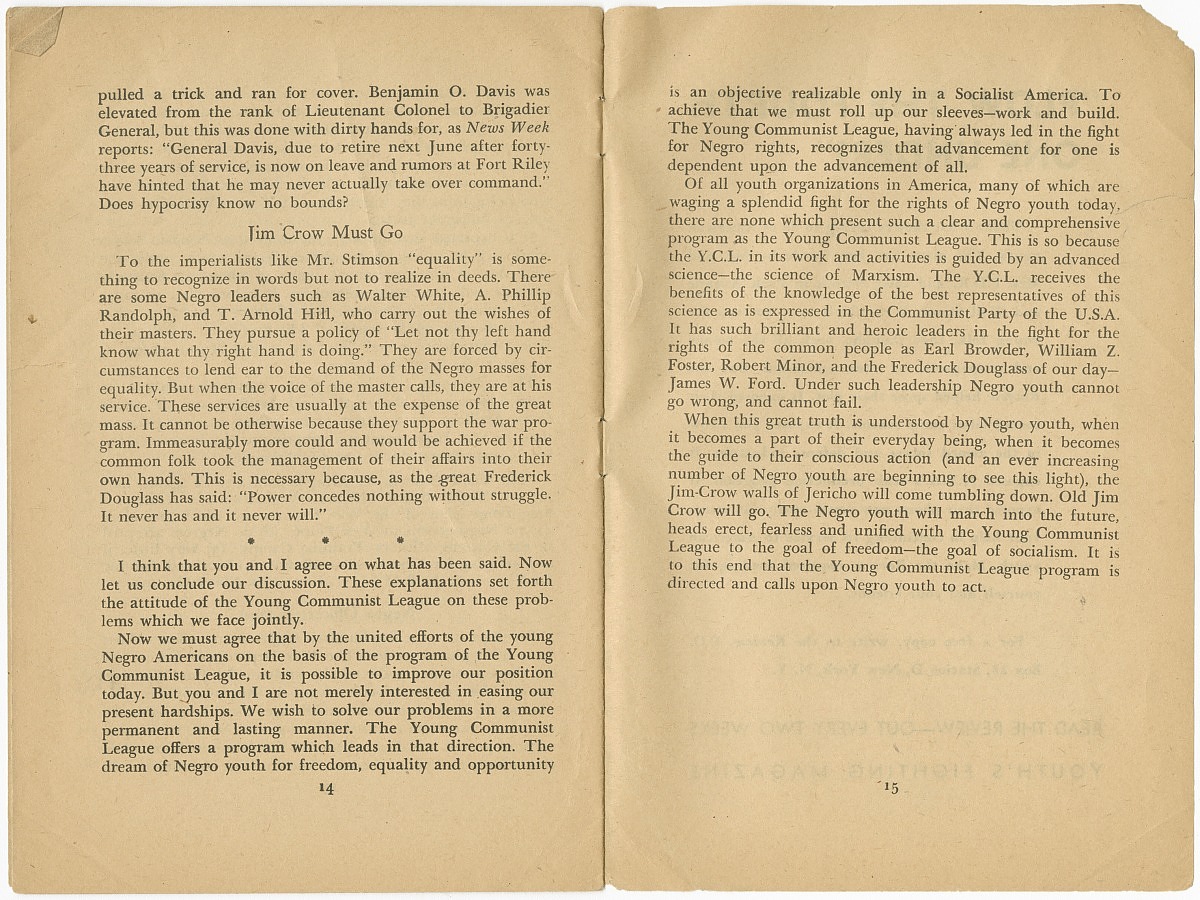 pulled a trick and ran for cover. Benjamin O. Davis was
elevated from the rank of Lieutenant Colonel to Brigadier
General, but this was done with dirty hands for, as News Week
reports: "General Davis, due to retire next June after forty-
three years of service, is now on leave and rumors at Fort Riley
have hinted that he may never actually take over command."
Does hypocrisy know no bounds?
Jim Crow Must Go
To the imperialists like Mr. Stimson "equality" is some-
thing to recognize in words but not to realize in deeds. There
are some Negro leaders such as Walter White, A. Phillip
Randolph, and T. Arnold Hill, who carry out the wishes of
their masters. They pursue a policy of "Let not thy left hand
know what thy right hand is doing." They are forced by cir-
cumstances to lend ear to the demand of the Negro masses for
equality. But when the voice of the master calls, they are at his
service. These services are usually at the expense of the great
mass. It cannot be otherwise because they support the war pro-
gram. Immeasurably more could and would be achieved if the
common folk took the management of their affairs into their
own hands. This is necessary because, as the great Frederick
Douglass has said: "Power concedes nothing without struggle.
It never has and it never will."
* * *
I think that you and I agree on what has been said. Now
let us conclude our discussion. These explanations set forth
the attitude of the Young Communist League on these prob-
lems which we face jointly.
Now we must agree that by the united efforts of the young
Negro Americans on the basis of the program of the Young
Communist League, it is possible to improve our position
today. But you and I are not merely interested in easing our
present hardships. We wish to solve our problems in a more
permanent and lasting manner. The Young Communist
League offers a program which leads in that direction. The
dream of Negro youth for freedom, equality and opportunity
14
is an objective realizable only in a Socialist America. To
achieve that we must roll up our sleeves—work and build.
The Young Communist League, having always led in the fight
for Negro rights, recognizes that advancement for one is
dependent upon the advancement of all.
Of all youth organizations in America, many of which are
waging a splendid fight for the rights of Negro youth today,
there are none which present such a clear and comprehensive
program as the Young Communist League. This is so because
the Y.C.L. in its work and activities is guided by an advanced
science—the science of Marxism. The Y.C.L. receives the
benefits of the knowledge of the best representatives of this
science as is expressed in the Communist Party of the U.S.A.
It has such brilliant and heroic leaders in the fight for the
rights of the common people as Earl Browder, William Z.
Foster, Robert Minor, and the Frederick Douglass of our day—
James W. Ford. Under such leadership Negro youth cannot
go wrong, and cannot fail.
When this great truth is understood by Negro youth, when
it becomes a part of their everyday being, when it becomes
the guide to their conscious action (and an ever increasing
number of Negro youth are beginning to see this light), the
Jim-Crow walls of Jericho will come tumbling down. Old Jim
Crow will go. The Negro youth will march into the future,
heads erect, fearless and unified with the Young Communist
League to the goal of freedom—the goal of socialism. It is
to this end that the Young Communist League program is
directed and calls upon Negro youth to act.
15